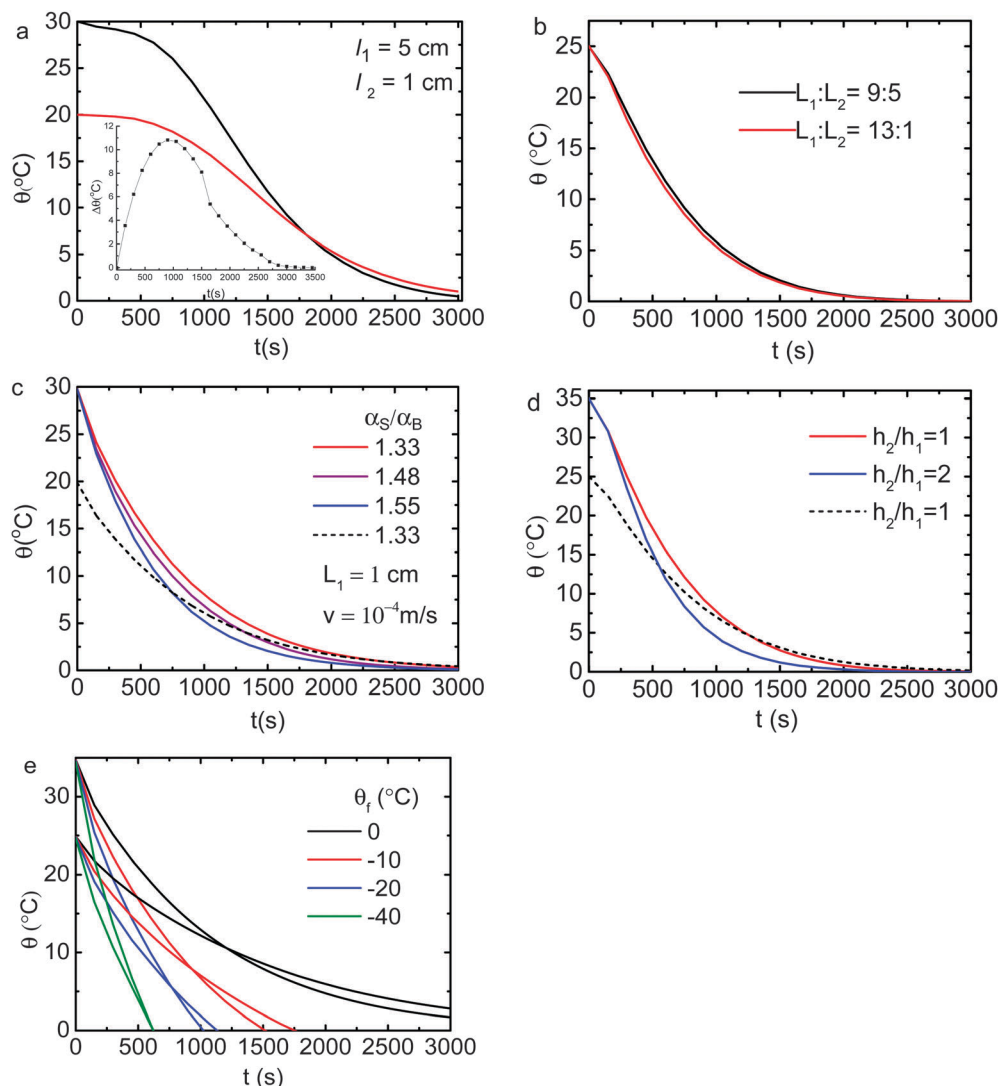 a
l₁ = 5 cm
l₂ = 1 cm
30
25
20
15
10
5
0
θ(°C)
0 500 1000 1500 2000 2500 3000
t(s)
12
10
8
6
4
2
0
Δθ(°C)
0 500 1000 1500 2000 2500 3000 3500
t(s)
b
L₁:L₂= 9:5
L₁:L₂= 13:1
25
20
15
10
5
0
θ (°C)
0 500 1000 1500 2000 2500 3000
t (s)
c
αS/αB
1.33
1.48
1.55
1.33
L₁ = 1 cm
v = 10⁻⁴m/s
30
25
20
15
10
5
0
θ(°C)
0 500 1000 1500 2000 2500 3000
t(s)
d
h₂/h₁=1
h₂/h₁=2
h₂/h₁=1
35
30
25
20
15
10
5
0
θ (°C)
0 500 1000 1500 2000 2500 3000
t (s)
e
θf (°C)
0
-10
-20
-40
30
20
10
0
θ (°C)
0 500 1000 1500 2000 2500 3000
t (s)